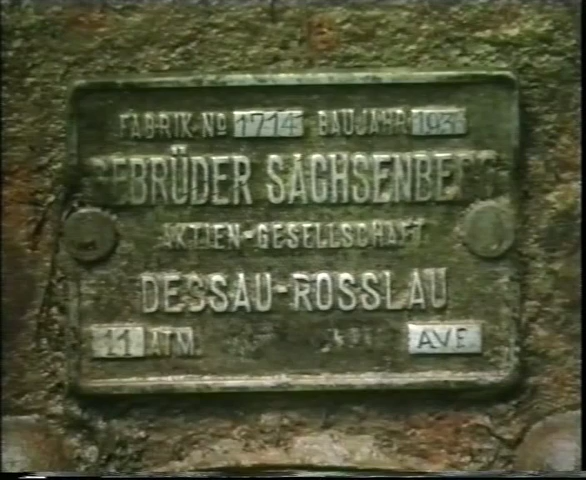 FABRIK-No 1714 BAUJAHR
GEBRÜDER SACHSENBERG
AKTIEN-GESELLSCHAFT
DESSAU-ROSSLAU
11 ATM. AVE